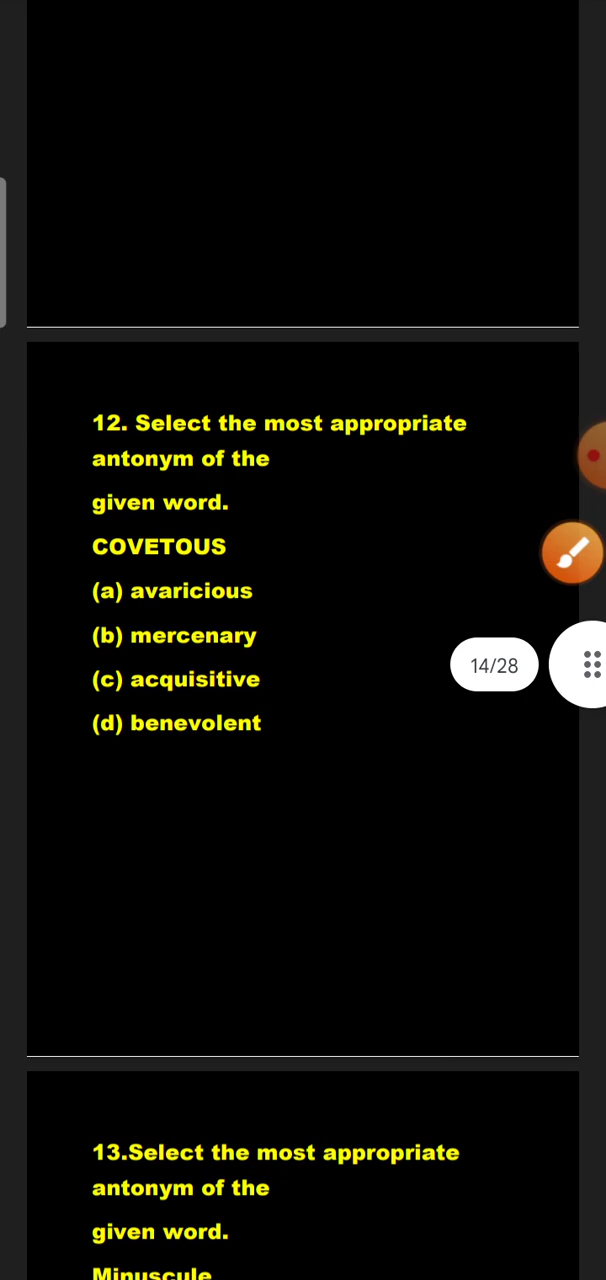 12. Select the most appropriate
antonym of the
given word.
COVETOUS
(a) avaricious
(b) mercenary
(c) acquisitive
(d) benevolent
14/28
13.Select the most appropriate
antonym of the
given word.
Minuscule